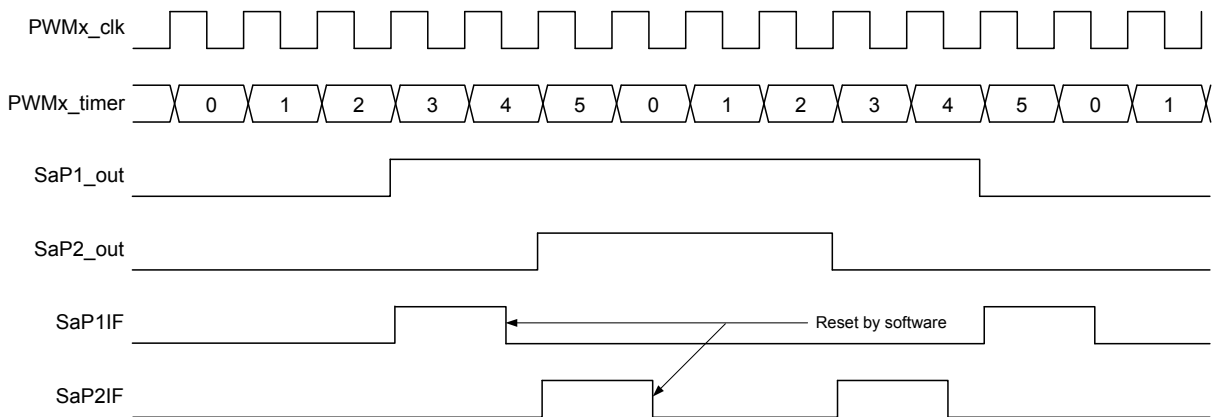 PWMx_clk
PWMx_timer 0 1 2 3 4 5 0 1 2 3 4 5 0 1
SaP1_out
SaP2_out
SaP1IF
Reset by software
SaP2IF